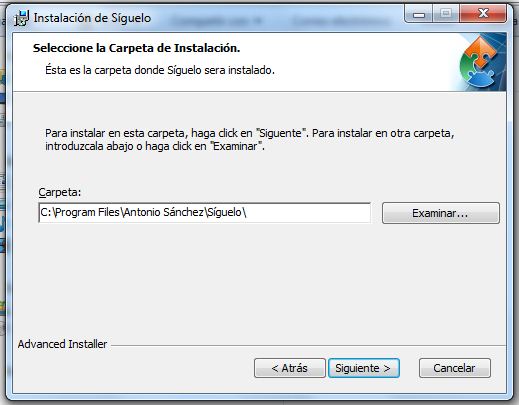 Instalación de Síguelo
Seleccione la Carpeta de Instalación.
Ésta es la carpeta donde Síguelo sera instalado.
Para instalar en esta carpeta, haga click en "Siguente". Para instalar en otra carpeta,
introduzcala abajo o haga click en "Examinar".
Carpeta:
C:\Program Files\Antonio Sánchez\Síguelo\
Examinar...
Advanced Installer
< Atrás
Siguiente >
Cancelar